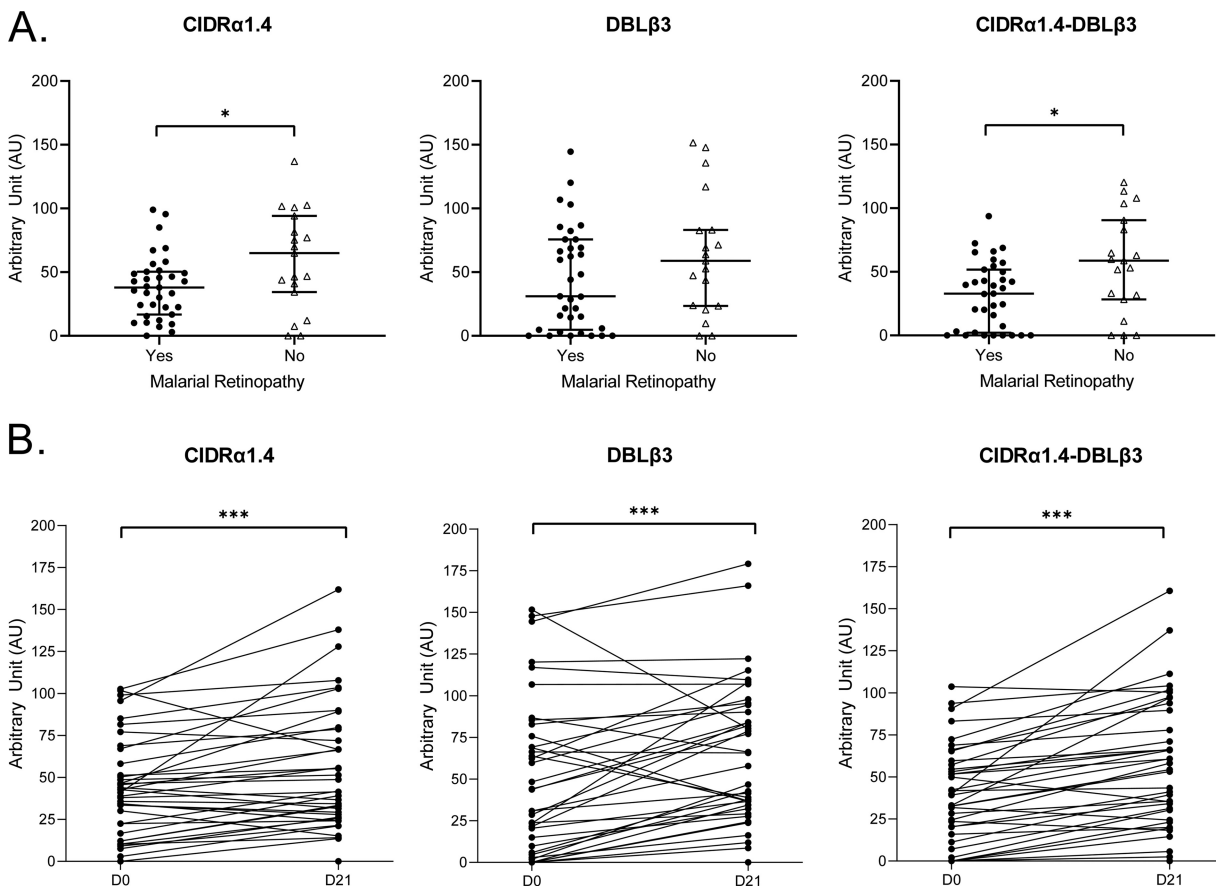 A.
CIDRα1.4
DBLβ3
CIDRα1.4-DBLβ3
200
150
100
50
0
Arbitrary Unit (AU)
*
Yes
No
Malarial Retinopathy
200
150
100
50
0
Arbitrary Unit (AU)
Yes
No
Malarial Retinopathy
200
150
100
50
0
Arbitrary Unit (AU)
*
Yes
No
Malarial Retinopathy
B.
CIDRα1.4
DBLβ3
CIDRα1.4-DBLβ3
200
175
150
125
100
75
50
25
0
Arbitrary Unit (AU)
***
D0
D21
200
175
150
125
100
75
50
25
0
Arbitrary Unit (AU)
***
D0
D21
200
175
150
125
100
75
50
25
0
Arbitrary Unit (AU)
***
D0
D21